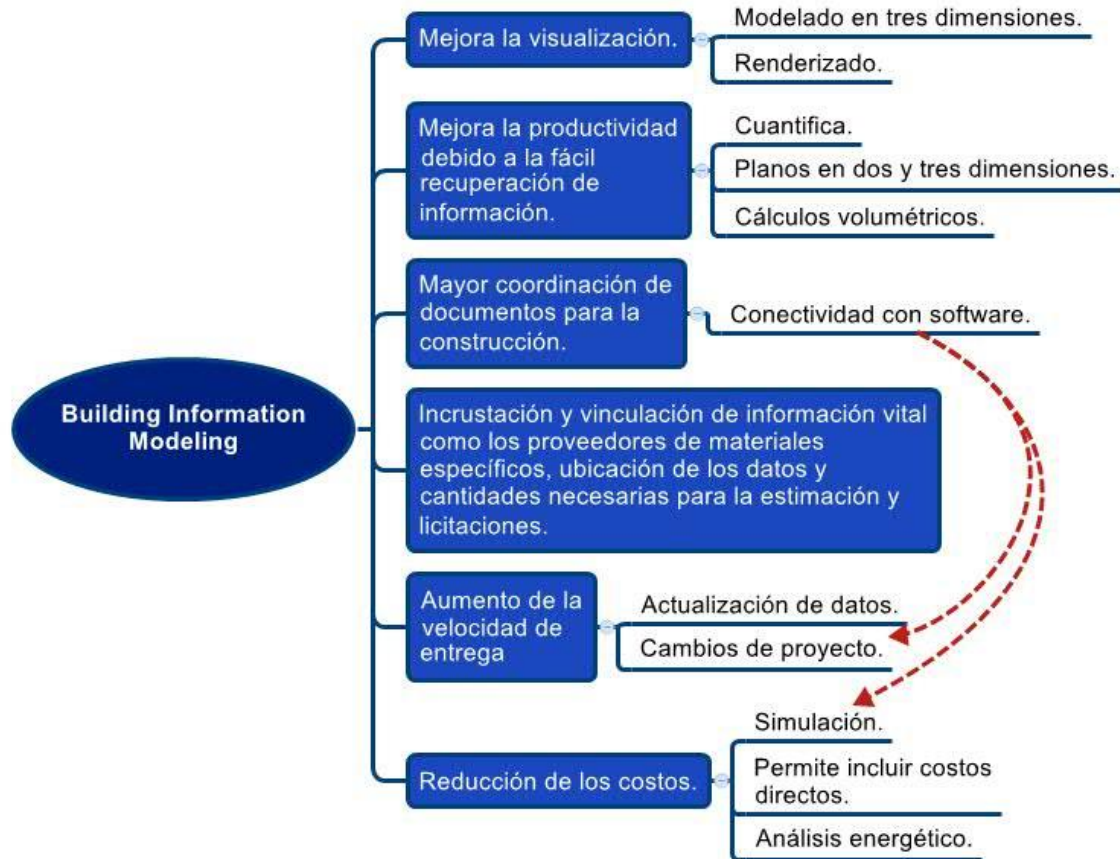 Building Information
Modeling
Mejora la visualización.
Modelado en tres dimensiones.
Renderizado.
Mejora la productividad
debido a la fácil
recuperación de
información.
Cuantifica.
Planos en dos y tres dimensiones.
Cálculos volumétricos.
Mayor coordinación de
documentos para la
construcción.
Conectividad con software.
Incrustación y vinculación de información vital
como los proveedores de materiales
específicos, ubicación de los datos y
cantidades necesarias para la estimación y
licitaciones.
Aumento de la
velocidad de
entrega
Actualización de datos.
Cambios de proyecto.
Reducción de los costos.
Simulación.
Permite incluir costos
directos.
Análisis energético.